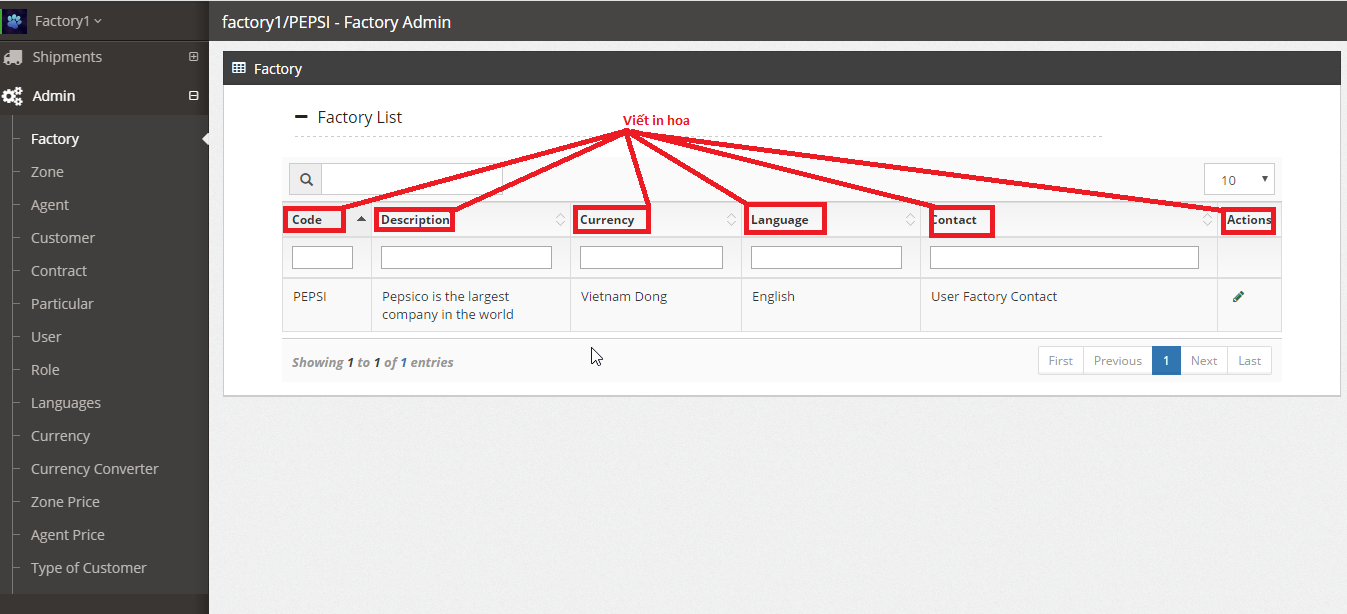 Factory1
factory1/PEPSI - Factory Admin
Shipments
Admin
Factory
Zone
Agent
Customer
Contract
Particular
User
Role
Languages
Currency
Currency Converter
Zone Price
Agent Price
Type of Customer
Factory
Factory List
Viết in hoa
10
Code Description Currency Language Contact Actions
PEPSI Pepsico is the largest Vietnam Dong English User Factory Contact
company in the world
Showing 1 to 1 of 1 entries
First Previous 1 Next Last